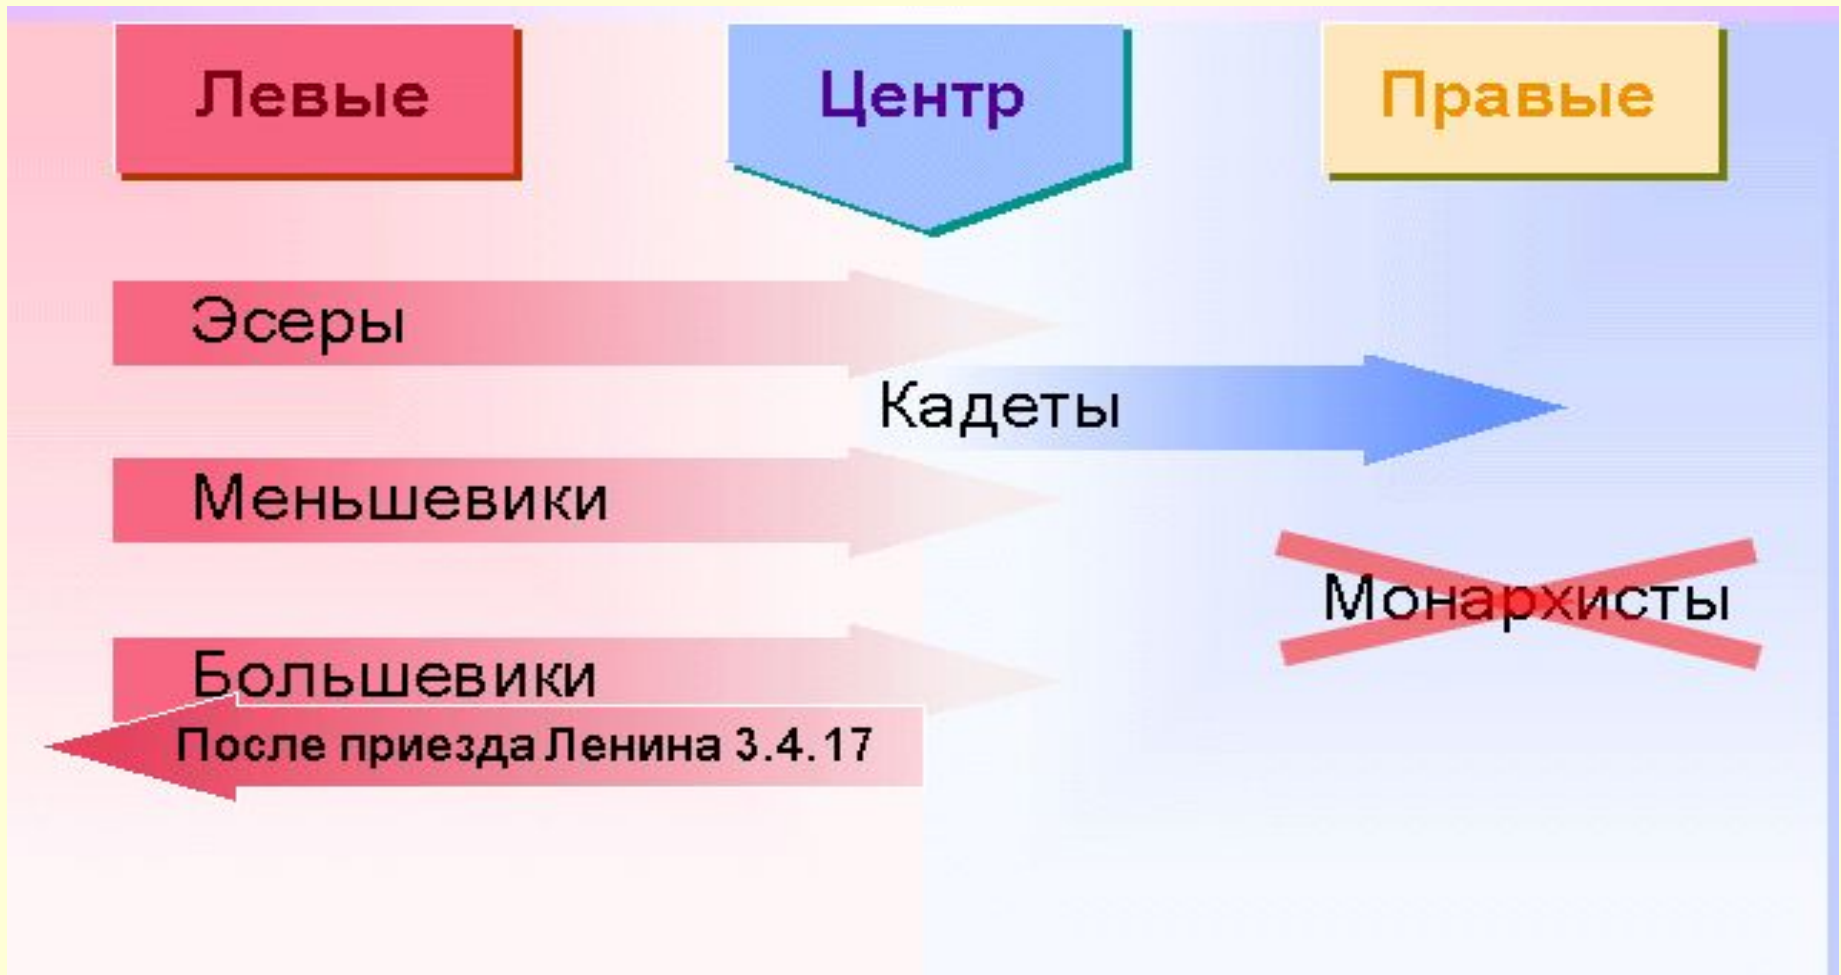 Левые
Центр
Правые
Эсеры
Кадеты
Меньшевики
Монархисты
Большевики
После приезда Ленина 3.4.17